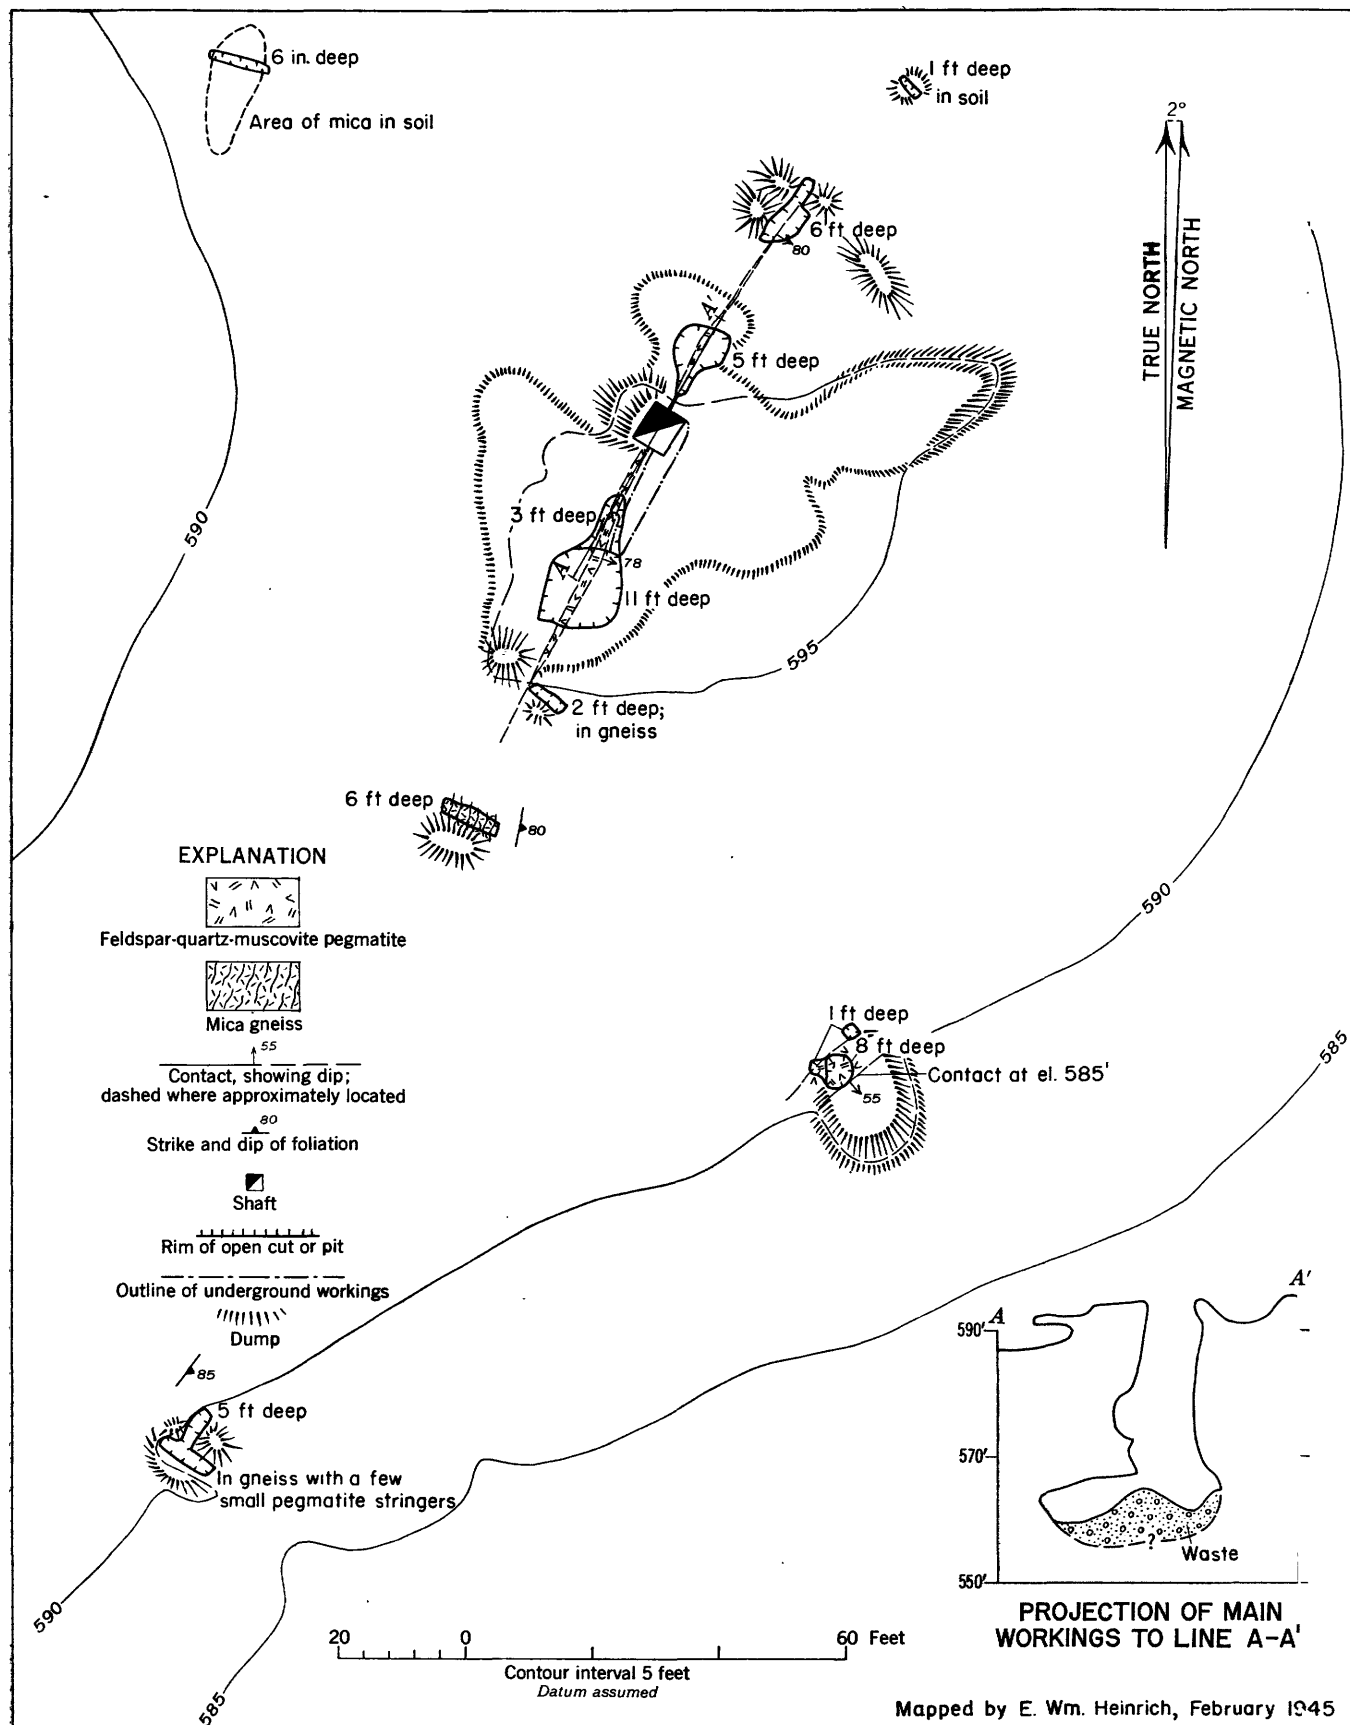 6 in. deep
Area of mica in soil
1 ft deep
in soil
2°
TRUE NORTH
MAGNETIC NORTH
6 ft deep
80
A'
5 ft deep
590
3 ft deep
A
78
11 ft deep
595
2 ft deep;
in gneiss
6 ft deep
80
590
EXPLANATION
Feldspar-quartz-muscovite pegmatite
Mica gneiss
55
Contact, showing dip;
dashed where approximately located
80
Strike and dip of foliation
Shaft
Rim of open cut or pit
Outline of underground workings
Dump
1 ft deep
8 ft deep
Contact at el. 585'
55
585
85
5 ft deep
In gneiss with a few
small pegmatite stringers
590
585
A
A'
590'
570'
550'
?
Waste
PROJECTION OF MAIN
WORKINGS TO LINE A-A'
20 0 60 Feet
Contour interval 5 feet
Datum assumed
Mapped by E. Wm. Heinrich, February 1945